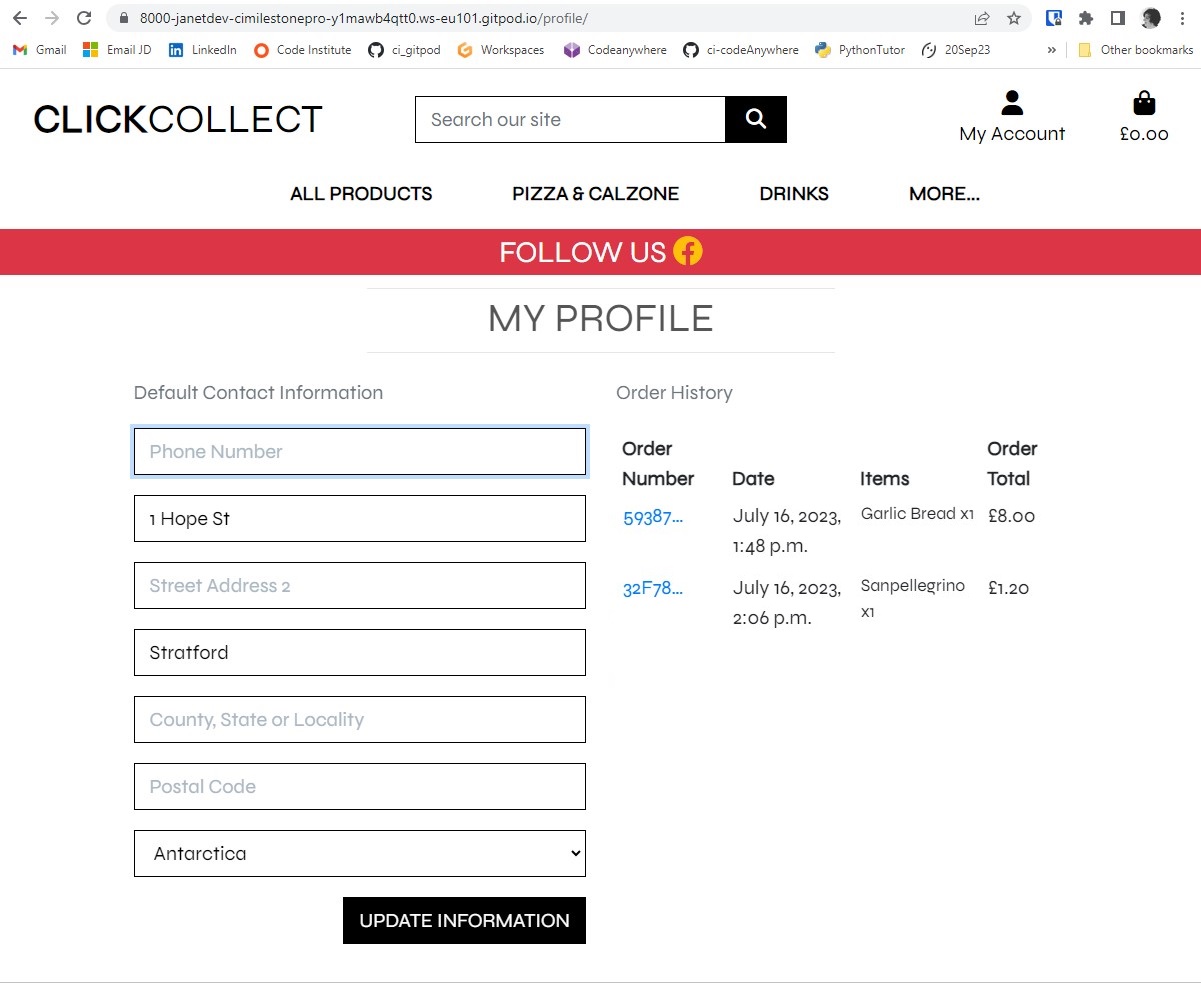 8000-janetdev-cimilestonepro-y1mawb4qtt0.ws-eu101.gitpod.io/profile/
Gmail Email JD LinkedIn Code Institute ci_gitpod Workspaces Codeanywhere ci-codeAnywhere PythonTutor 20Sep23 » Other bookmarks
CLICKCOLLECT
Search our site
My Account
£0.00
ALL PRODUCTS PIZZA & CALZONE DRINKS MORE...
FOLLOW US
MY PROFILE
Default Contact Information
Phone Number
1 Hope St
Street Address 2
Stratford
County, State or Locality
Postal Code
Antarctica
UPDATE INFORMATION
Order History
Order Number Date Items Order Total
59387... July 16, 2023, 1:48 p.m. Garlic Bread x1 £8.00
32F78... July 16, 2023, 2:06 p.m. Sanpellegrino x1 £1.20